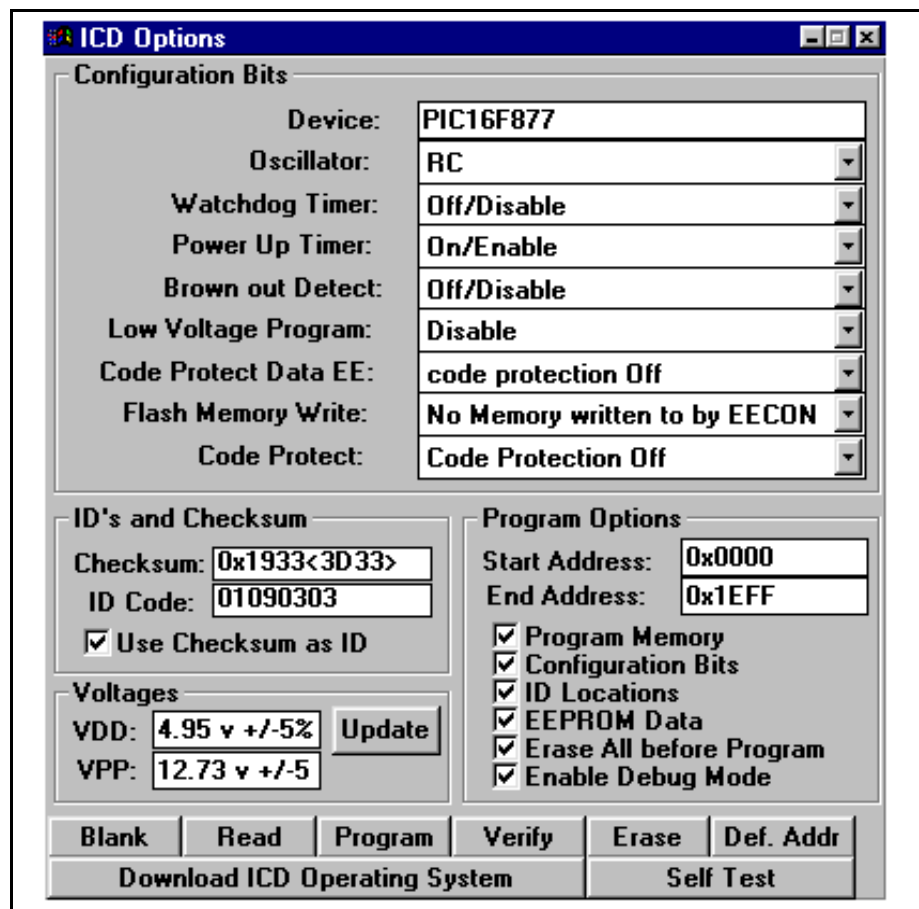 ICD Options
Configuration Bits
Device: PIC16F877
Oscillator: RC
Watchdog Timer: Off/Disable
Power Up Timer: On/Enable
Brown out Detect: Off/Disable
Low Voltage Program: Disable
Code Protect Data EE: code protection Off
Flash Memory Write: No Memory written to by EECON
Code Protect: Code Protection Off
ID's and Checksum
Checksum: 0x1933<3D33>
ID Code: 01090303
Use Checksum as ID
Voltages
VDD: 4.95 v +/-5% Update
VPP: 12.73 v +/-5
Program Options
Start Address: 0x0000
End Address: 0x1EFF
Program Memory
Configuration Bits
ID Locations
EEPROM Data
Erase All before Program
Enable Debug Mode
Blank Read Program Verify Erase Def. Addr
Download ICD Operating System Self Test